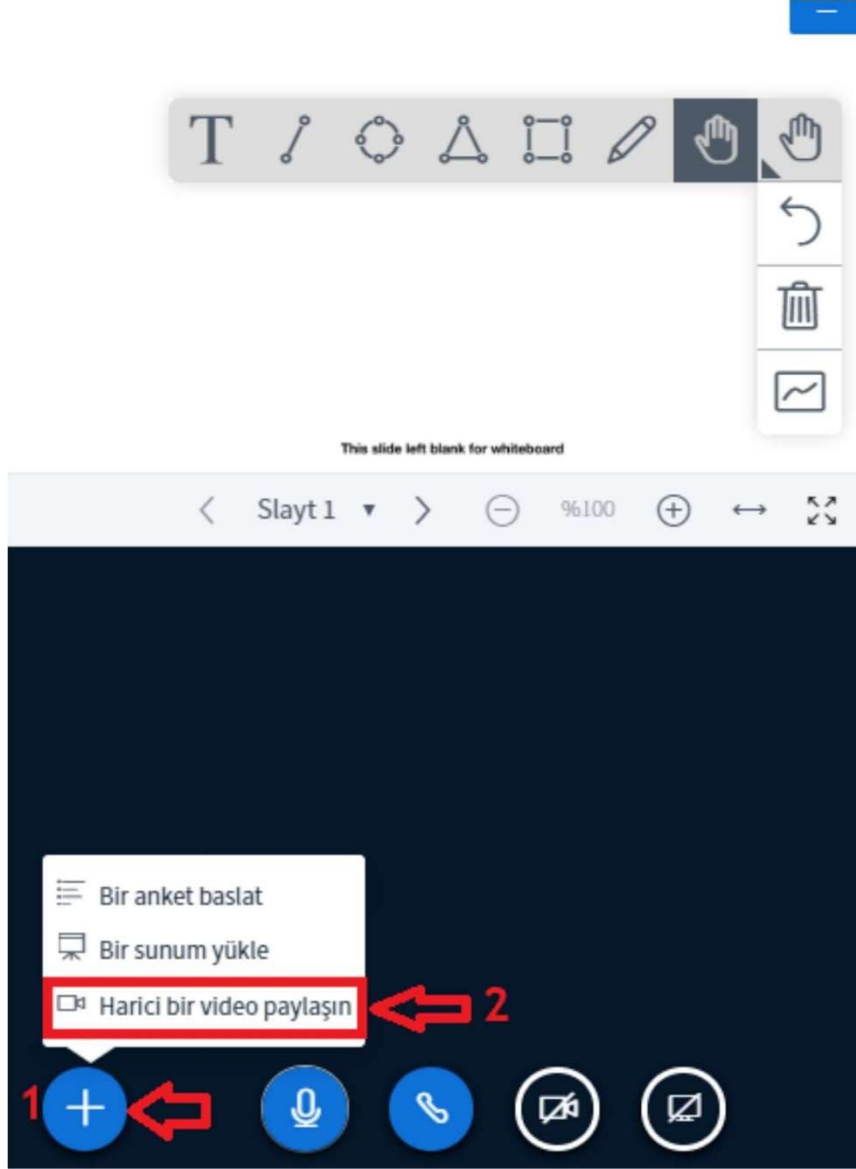 T
This slide left blank for whiteboard
Slayt 1 %100
Bir anket baslat
Bir sunum yükle
Harici bir video paylaşın 2
1